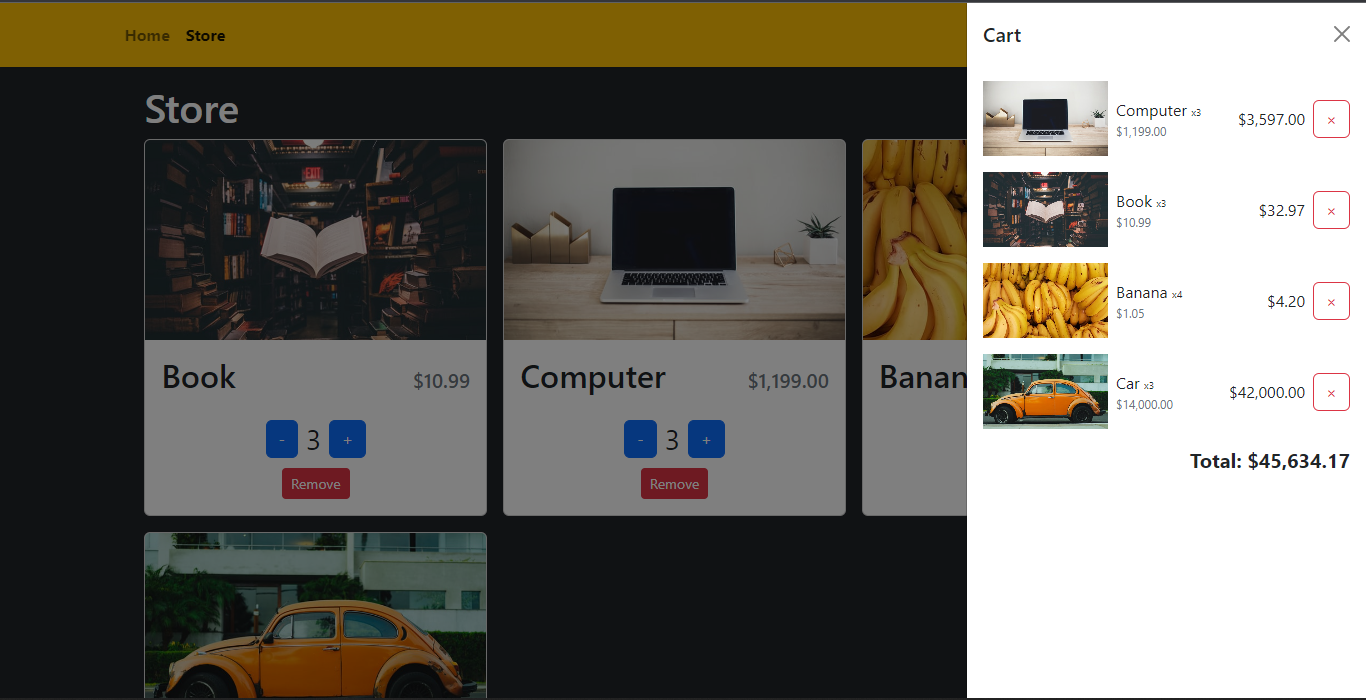 Home Store
Store
EXIT
Book $10.99
- 3 +
Remove
Computer $1,199.00
- 3 +
Remove
Banan
Cart
Computer x3
$1,199.00
$3,597.00
×
Book x3
$10.99
$32.97
×
Banana x4
$1.05
$4.20
×
Car x3
$14,000.00
$42,000.00
×
Total: $45,634.17